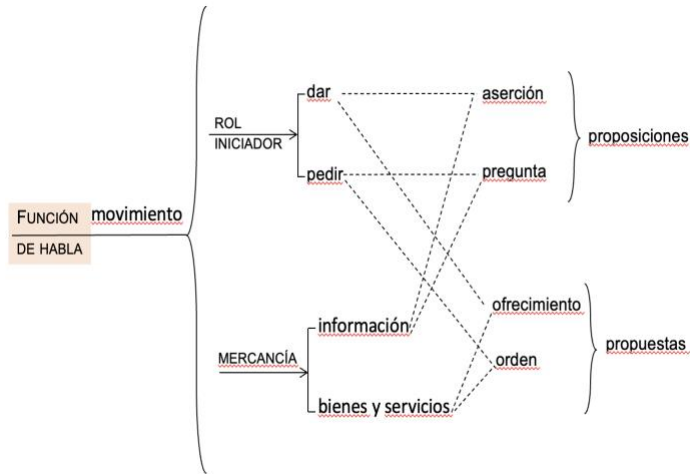 dar
aserción
ROL
INICIADOR
proposiciones
pedir
pregunta
FUNCIÓN
movimiento
DE HABLA
ofrecimiento
información
propuestas
MERCANCÍA
orden
bienes y servicios